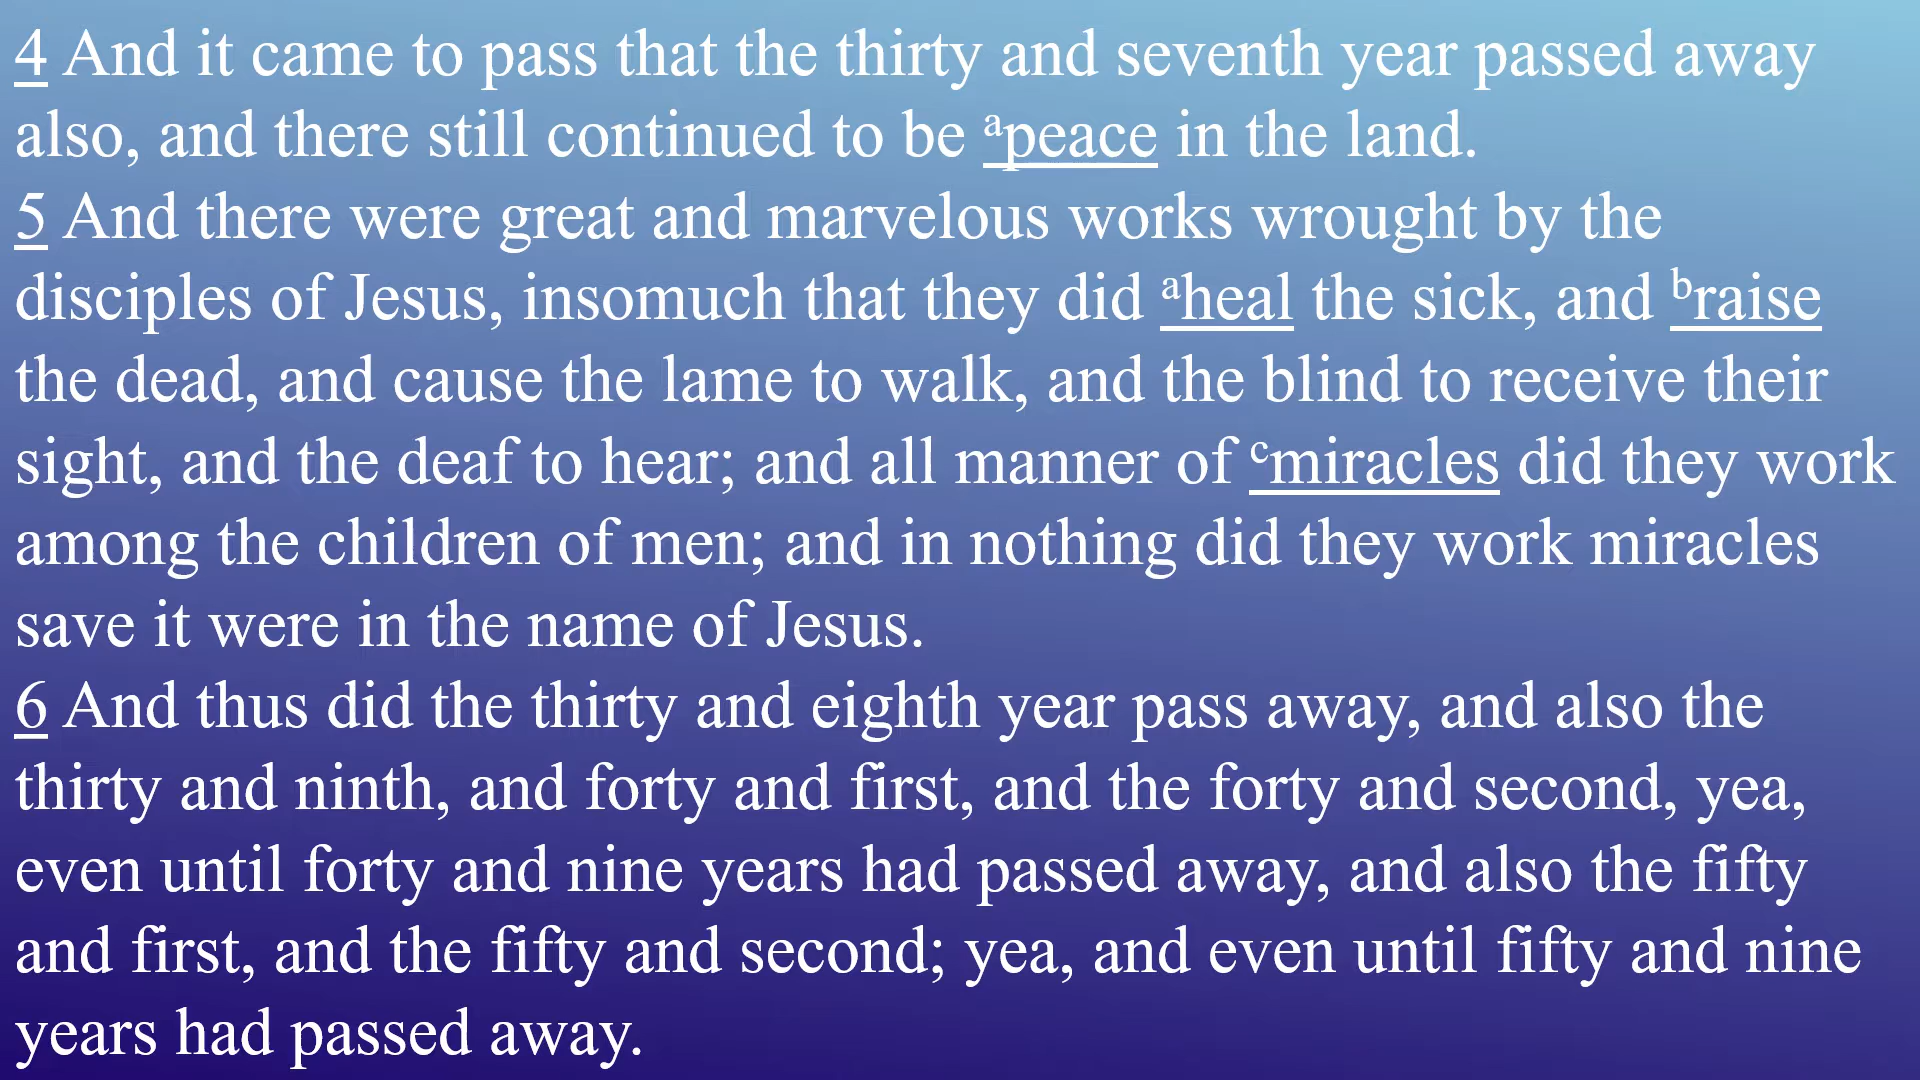 4 And it came to pass that the thirty and seventh year passed away
also, and there still continued to be ᵃpeace in the land.
5 And there were great and marvelous works wrought by the
disciples of Jesus, insomuch that they did ᵃheal the sick, and ᵇraise
the dead, and cause the lame to walk, and the blind to receive their
sight, and the deaf to hear; and all manner of ᶜmiracles did they work
among the children of men; and in nothing did they work miracles
save it were in the name of Jesus.
6 And thus did the thirty and eighth year pass away, and also the
thirty and ninth, and forty and first, and the forty and second, yea,
even until forty and nine years had passed away, and also the fifty
and first, and the fifty and second; yea, and even until fifty and nine
years had passed away.